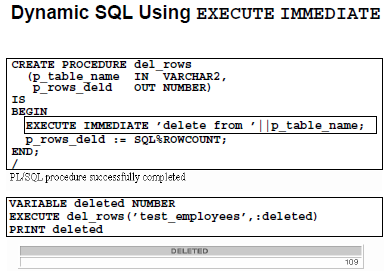 Dynamic SQL Using EXECUTE IMMEDIATE
CREATE PROCEDURE del_rows
(p_table_name IN VARCHAR2,
p_rows_deld OUT NUMBER)
IS
BEGIN
EXECUTE IMMEDIATE 'delete from '||p_table_name;
p_rows_deld := SQL%ROWCOUNT;
END;
/
PL/SQL procedure successfully completed
VARIABLE deleted NUMBER
EXECUTE del_rows('test_employees',:deleted)
PRINT deleted
DELETED
109